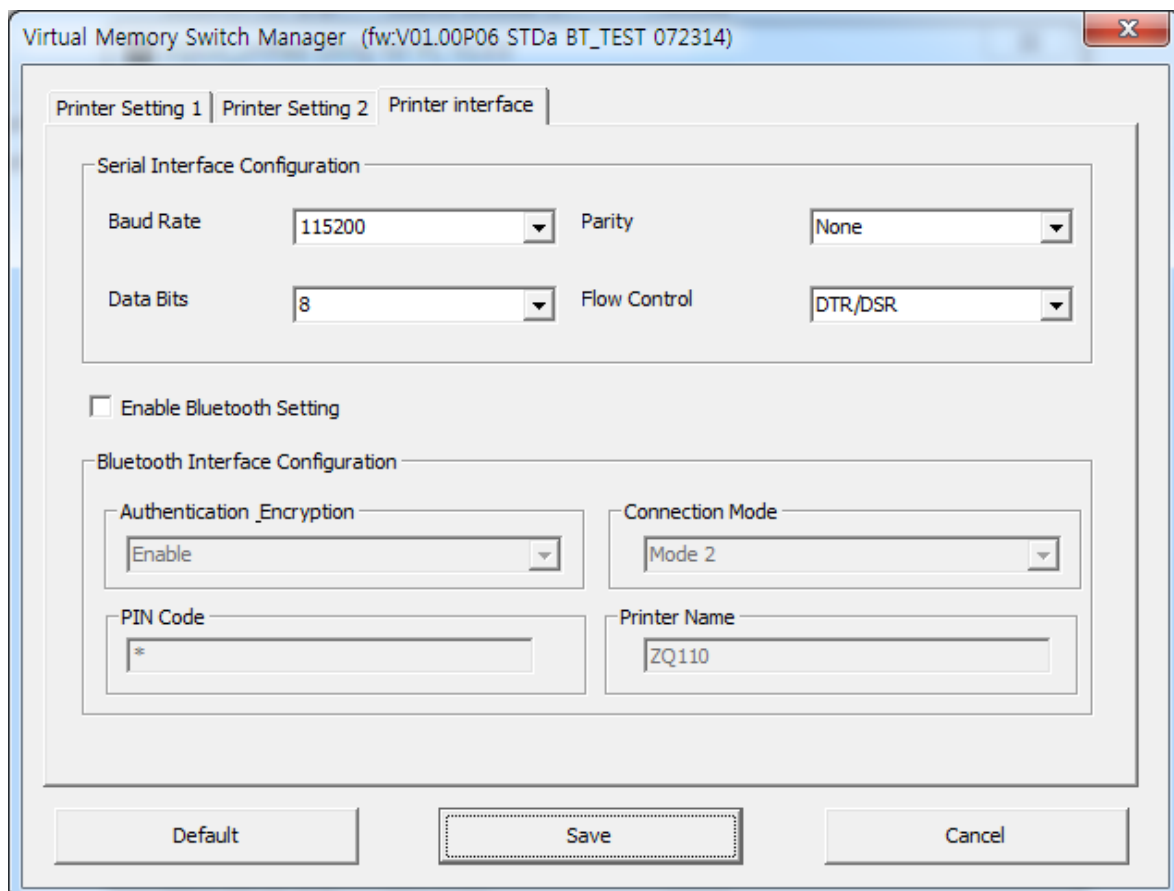 Virtual Memory Switch Manager (fw:V01.00P06 STDa BT_TEST 072314)
Printer Setting 1 Printer Setting 2 Printer interface
Serial Interface Configuration
Baud Rate 115200 Parity None
Data Bits 8 Flow Control DTR/DSR
Enable Bluetooth Setting
Bluetooth Interface Configuration
Authentication_Encryption Connection Mode
Enable Mode 2
PIN Code Printer Name
* ZQ110
Default Save Cancel